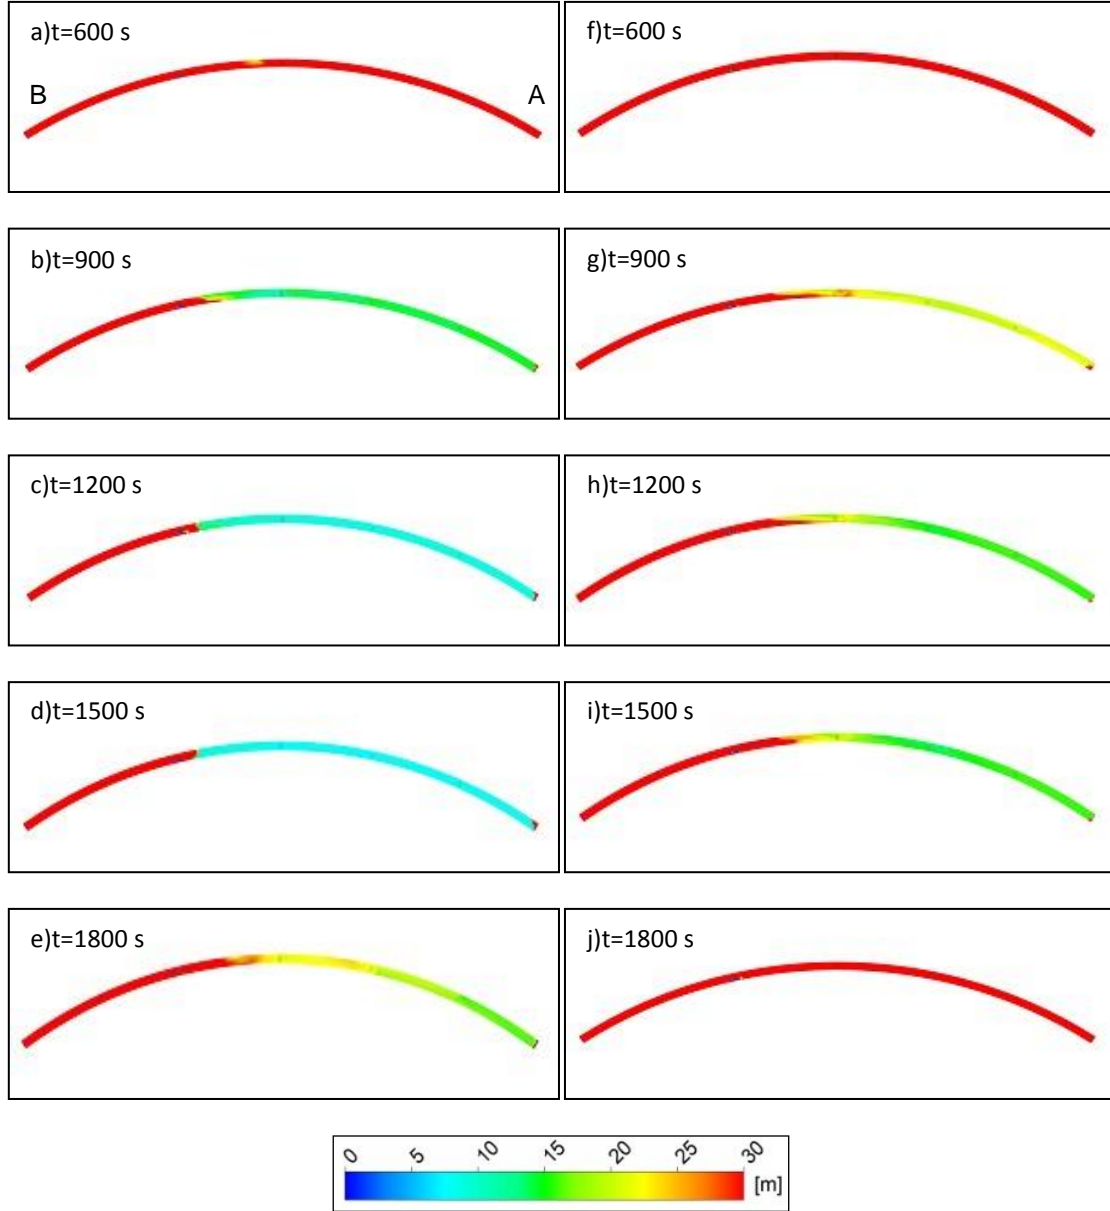 a)t=600 s
f)t=600 s
B
A
b)t=900 s
g)t=900 s
c)t=1200 s
h)t=1200 s
d)t=1500 s
i)t=1500 s
e)t=1800 s
j)t=1800 s
0 5 10 15 20 25 30
[m]